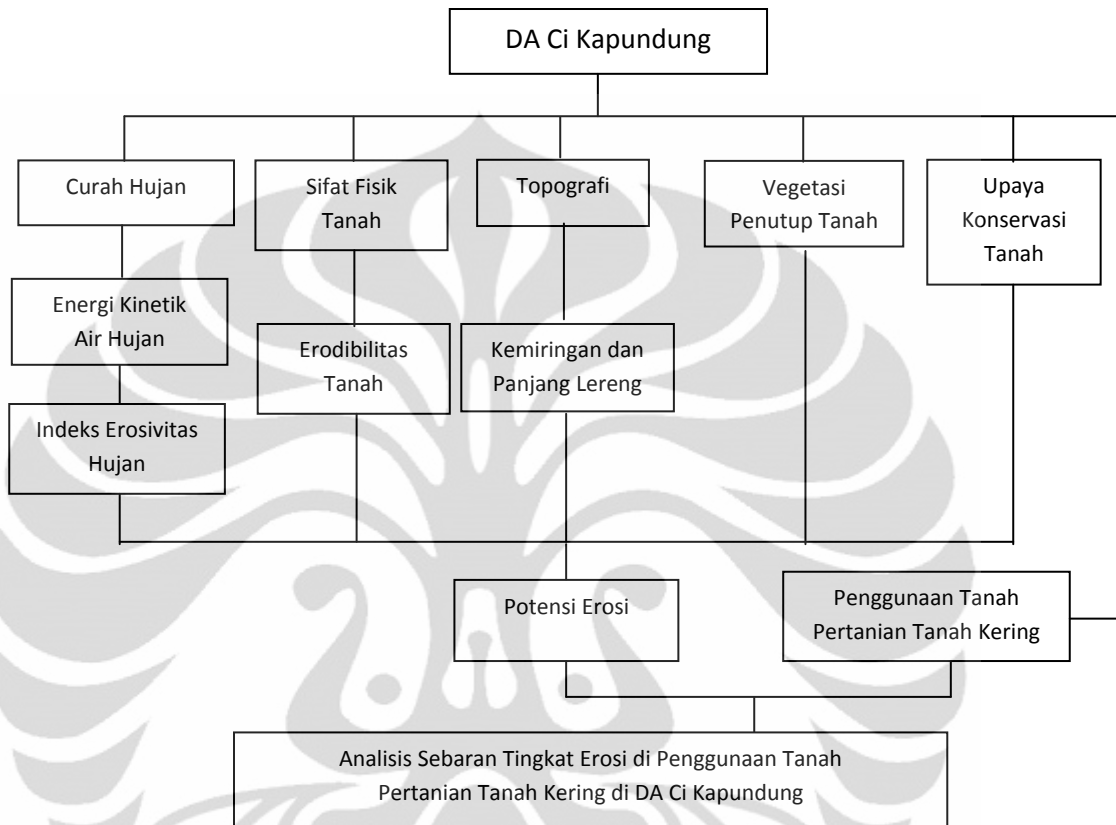 DA Ci Kapundung
Curah Hujan
Sifat Fisik
Tanah
Topografi
Vegetasi
Penutup Tanah
Upaya
Konservasi
Tanah
Energi Kinetik
Air Hujan
Erodibilitas
Tanah
Kemiringan dan
Panjang Lereng
Indeks Erosivitas
Hujan
Potensi Erosi
Penggunaan Tanah
Pertanian Tanah Kering
Analisis Sebaran Tingkat Erosi di Penggunaan Tanah
Pertanian Tanah Kering di DA Ci Kapundung